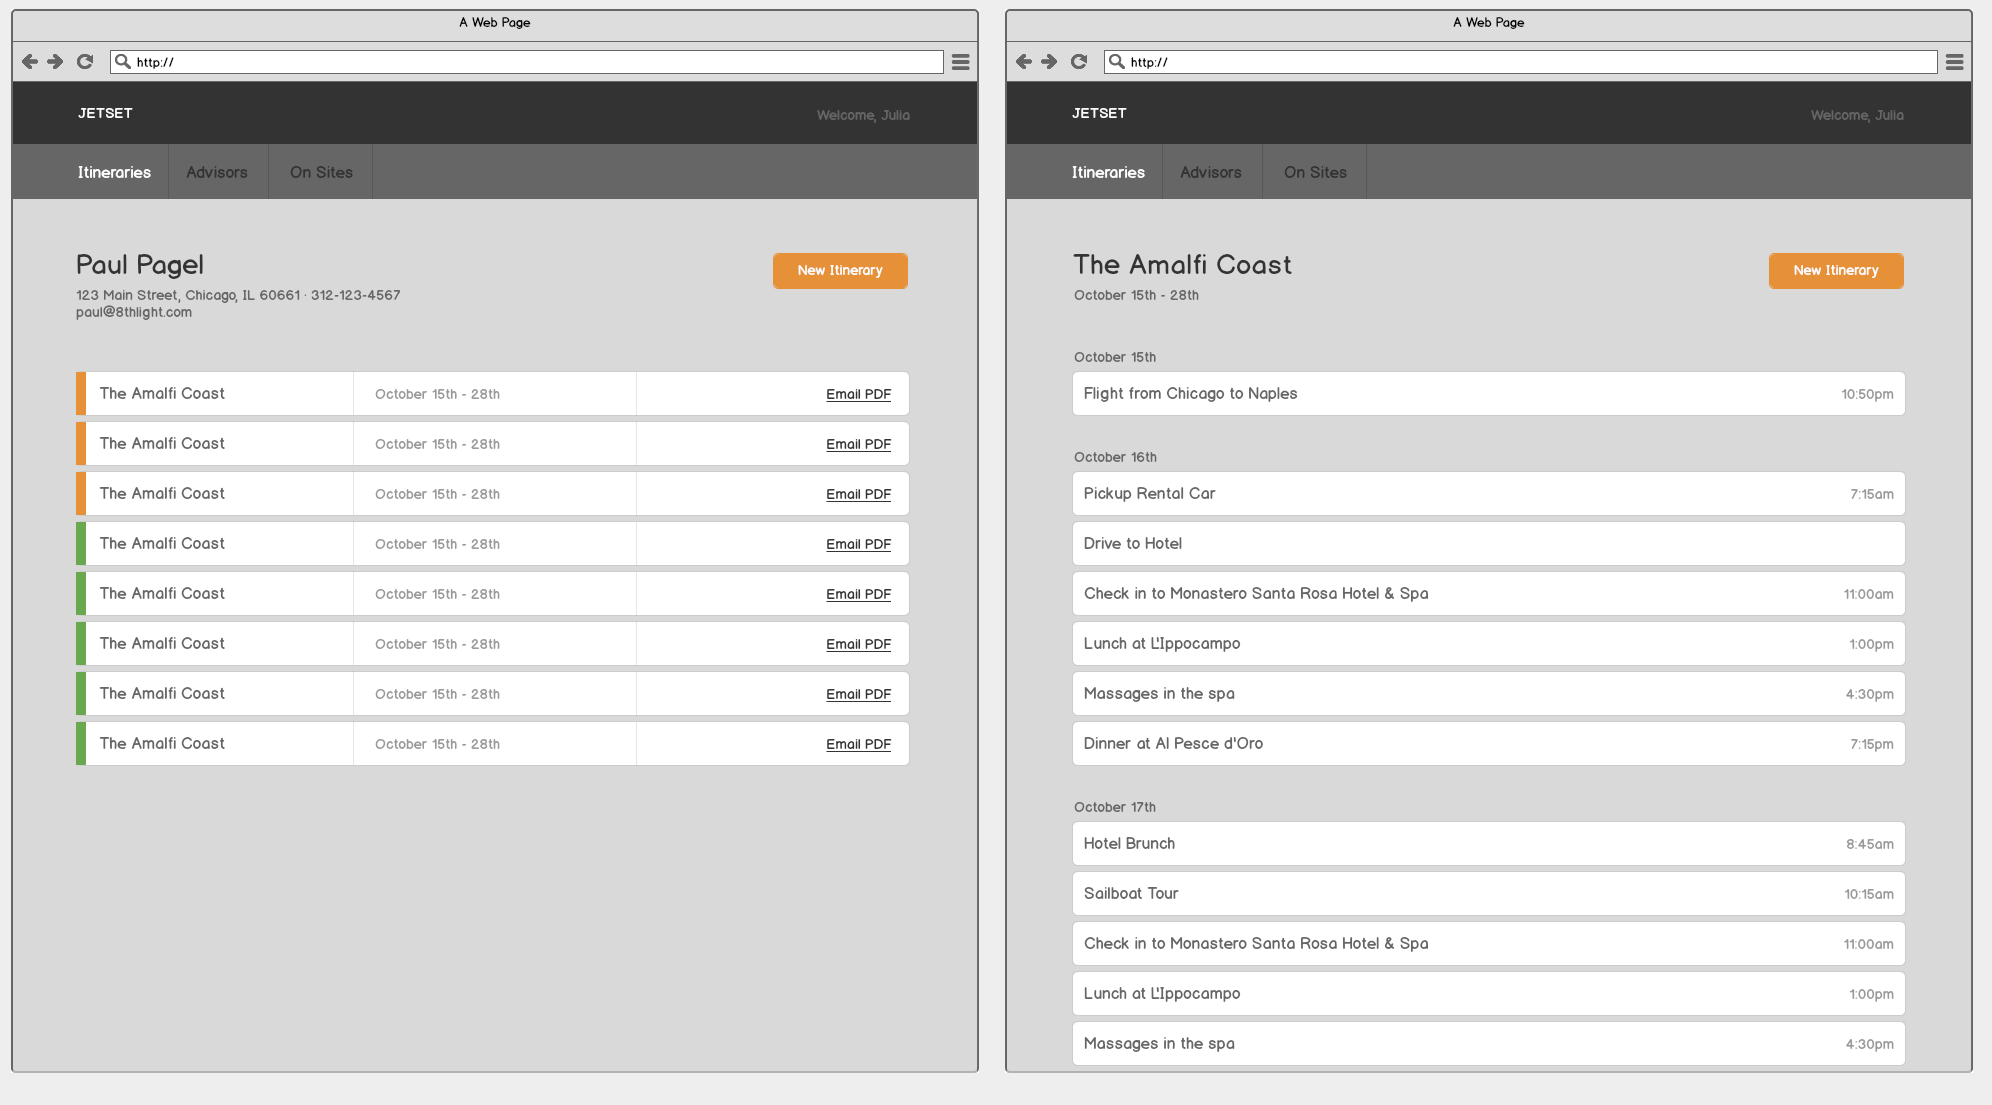 A Web Page
http://
JETSET
Welcome, Julia
Itineraries Advisors On Sites
Paul Pagel
New Itinerary
123 Main Street, Chicago, IL 60661 · 312-123-4567
paul@8thlight.com
The Amalfi Coast October 15th - 28th Email PDF
The Amalfi Coast October 15th - 28th Email PDF
The Amalfi Coast October 15th - 28th Email PDF
The Amalfi Coast October 15th - 28th Email PDF
The Amalfi Coast October 15th - 28th Email PDF
The Amalfi Coast October 15th - 28th Email PDF
The Amalfi Coast October 15th - 28th Email PDF
The Amalfi Coast October 15th - 28th Email PDF
A Web Page
http://
JETSET
Welcome, Julia
Itineraries Advisors On Sites
The Amalfi Coast
New Itinerary
October 15th - 28th
October 15th
Flight from Chicago to Naples 10:50pm
October 16th
Pickup Rental Car 7:15am
Drive to Hotel
Check in to Monastero Santa Rosa Hotel & Spa 11:00am
Lunch at L'Ippocampo 1:00pm
Massages in the spa 4:30pm
Dinner at Al Pesce d'Oro 7:15pm
October 17th
Hotel Brunch 8:45am
Sailboat Tour 10:15am
Check in to Monastero Santa Rosa Hotel & Spa 11:00am
Lunch at L'Ippocampo 1:00pm
Massages in the spa 4:30pm